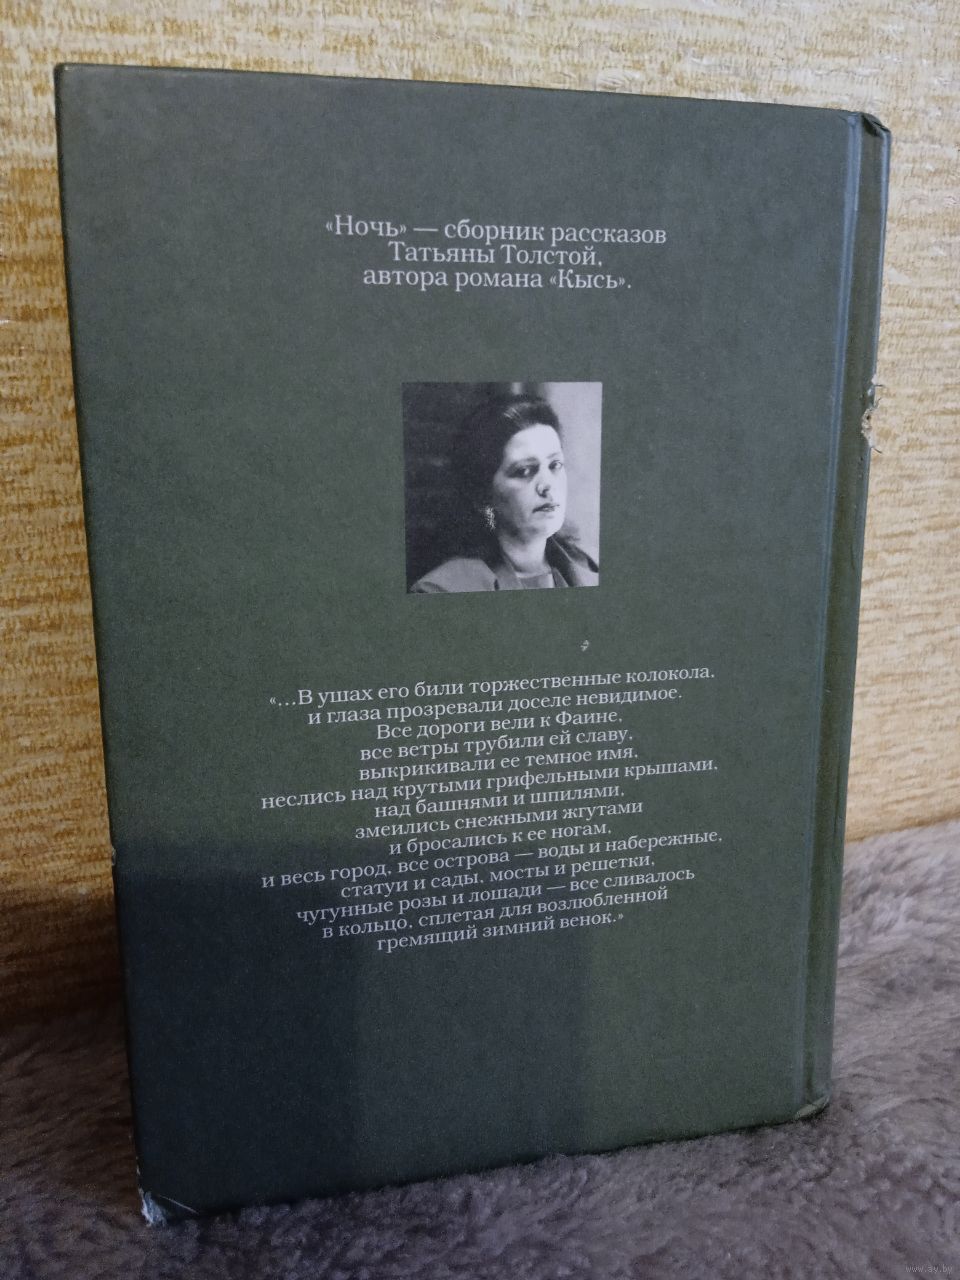 «Ночь» — сборник рассказов
Татьяны Толстой,
автора романа «Кысь».
«...В ушах его били торжественные колокола,
и глаза прозревали доселе невидимое.
Все дороги вели к Фаине,
все ветры трубили ей славу,
выкрикивали ее темное имя,
неслись над крутыми грифельными крышами,
над башнями и шпилями,
змеились снежными жгутами
и бросались к ее ногам,
и весь город, все острова — воды и набережные,
статуи и сады, мосты и решетки,
чугунные розы и лошади — все сливалось
в кольцо, сплетая для возлюбленной
гремящий зимний венок.»
www.ay.by